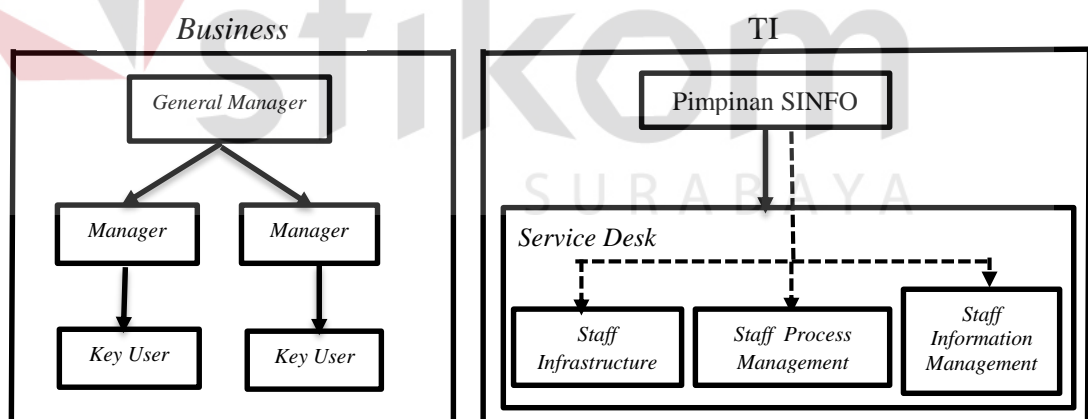 stikom
SURABAYA
Business
General Manager
Manager
Manager
Key User
Key User
TI
Pimpinan SINFO
Service Desk
Staff
Infrastructure
Staff Process
Management
Staff
Information
Management